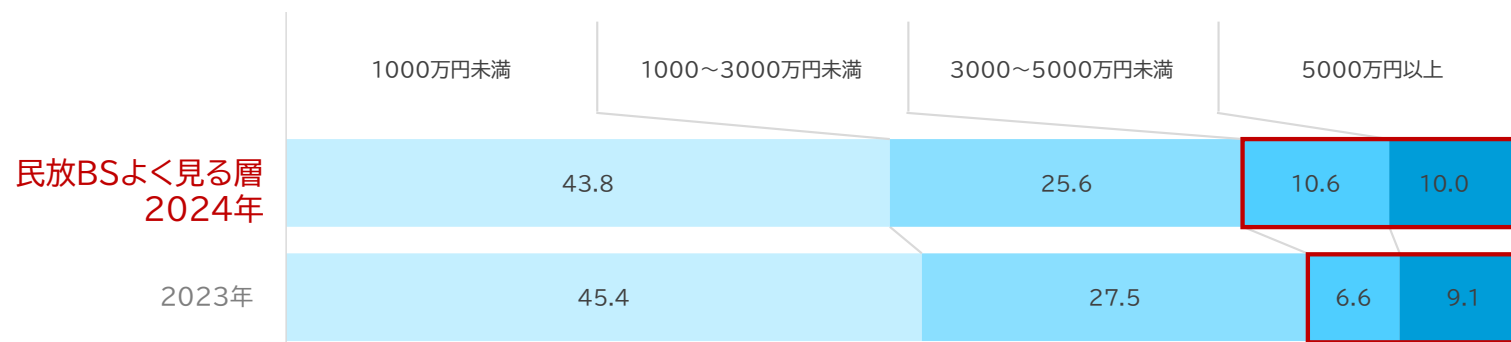 1000万円未満
1000～3000万円未満
3000～5000万円未満
5000万円以上
民放BSよく見る層
2024年
43.8
25.6
10.6
10.0
2023年
45.4
27.5
6.6
9.1